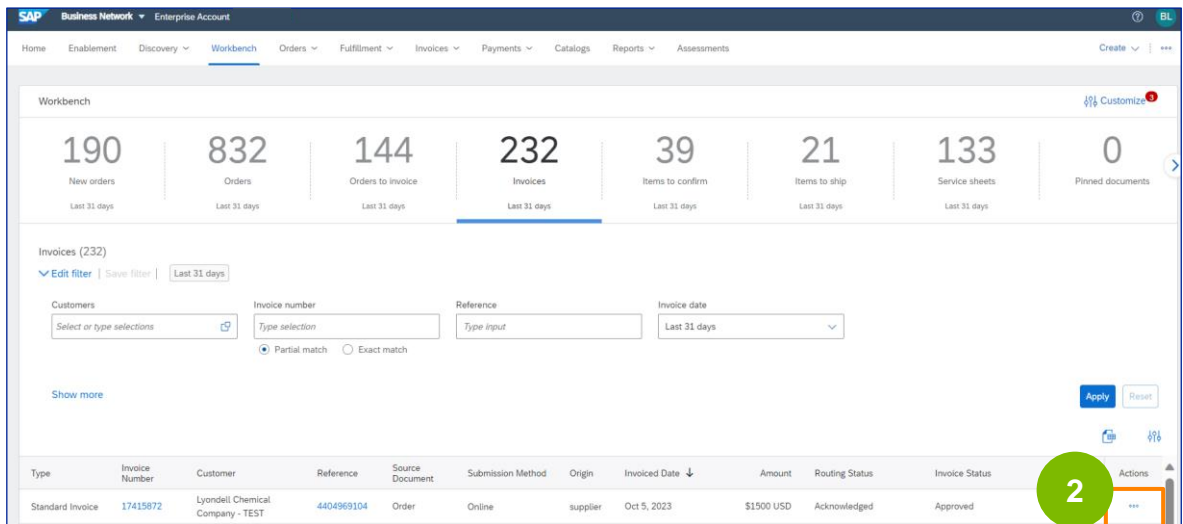 SAP Business Network Enterprise Account BL
Home Enablement Discovery Workbench Orders Fulfillment Invoices Payments Catalogs Reports Assessments Create
Workbench Customize 3
190 832 144 232 39 21 133 0
New orders Orders Orders to invoice Invoices Items to confirm Items to ship Service sheets Pinned documents
Last 31 days Last 31 days Last 31 days Last 31 days Last 31 days Last 31 days Last 31 days
Invoices (232)
Edit filter | Save filter | Last 31 days
Customers Invoice number Reference Invoice date
Select or type selections Type selection Type input Last 31 days
Partial match Exact match
Show more Apply Reset
Type Invoice Number Customer Reference Source Document Submission Method Origin Invoiced Date Amount Routing Status Invoice Status Actions
Standard Invoice 17415872 Lyondell Chemical Company - TEST 4404969104 Order Online supplier Oct 5, 2023 $1500 USD Acknowledged Approved
2